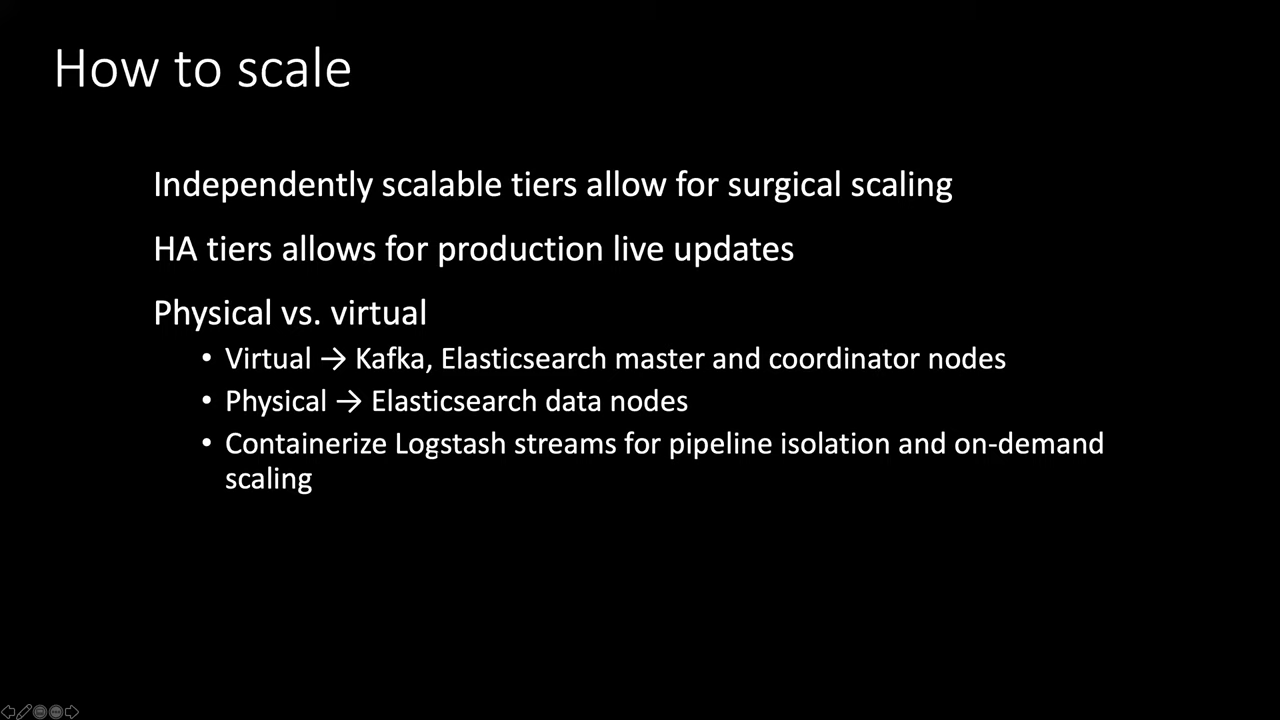 How to scale
Independently scalable tiers allow for surgical scaling
HA tiers allows for production live updates
Physical vs. virtual
• Virtual → Kafka, Elasticsearch master and coordinator nodes
• Physical → Elasticsearch data nodes
• Containerize Logstash streams for pipeline isolation and on-demand
scaling